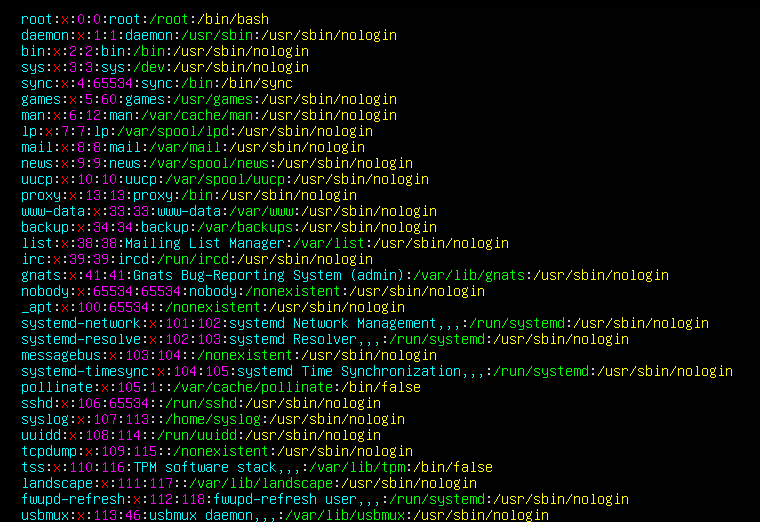 root:x:0:0:root:/root:/bin/bash
daemon:x:1:1:daemon:/usr/sbin:/usr/sbin/nologin
bin:x:2:2:bin:/bin:/usr/sbin/nologin
sys:x:3:3:sys:/dev:/usr/sbin/nologin
sync:x:4:65534:sync:/bin:/bin/sync
games:x:5:60:games:/usr/games:/usr/sbin/nologin
man:x:6:12:man:/var/cache/man:/usr/sbin/nologin
lp:x:7:7:lp:/var/spool/lpd:/usr/sbin/nologin
mail:x:8:8:mail:/var/mail:/usr/sbin/nologin
news:x:9:9:news:/var/spool/news:/usr/sbin/nologin
uucp:x:10:10:uucp:/var/spool/uucp:/usr/sbin/nologin
proxy:x:13:13:proxy:/bin:/usr/sbin/nologin
www-data:x:33:33:www-data:/var/www:/usr/sbin/nologin
backup:x:34:34:backup:/var/backups:/usr/sbin/nologin
list:x:38:38:Mailing List Manager:/var/list:/usr/sbin/nologin
irc:x:39:39:ircd:/run/ircd:/usr/sbin/nologin
gnats:x:41:41:Gnats Bug-Reporting System (admin):/var/lib/gnats:/usr/sbin/nologin
nobody:x:65534:65534:nobody:/nonexistent:/usr/sbin/nologin
_apt:x:100:65534::/nonexistent:/usr/sbin/nologin
systemd-network:x:101:102:systemd Network Management,,,:/run/systemd:/usr/sbin/nologin
systemd-resolve:x:102:103:systemd Resolver,,,:/run/systemd:/usr/sbin/nologin
messagebus:x:103:104::/nonexistent:/usr/sbin/nologin
systemd-timesync:x:104:105:systemd Time Synchronization,,,:/run/systemd:/usr/sbin/nologin
pollinate:x:105:1::/var/cache/pollinate:/bin/false
sshd:x:106:65534::/run/sshd:/usr/sbin/nologin
syslog:x:107:113::/home/syslog:/usr/sbin/nologin
uuidd:x:108:114::/run/uuidd:/usr/sbin/nologin
tcpdump:x:109:115::/nonexistent:/usr/sbin/nologin
tss:x:110:116:TPM software stack,,,:/var/lib/tpm:/bin/false
landscape:x:111:117::/var/lib/landscape:/usr/sbin/nologin
fwupd-refresh:x:112:118:fwupd-refresh user,,,:/run/systemd:/usr/sbin/nologin
usbmux:x:113:46:usbmux daemon,,,:/var/lib/usbmux:/usr/sbin/nologin